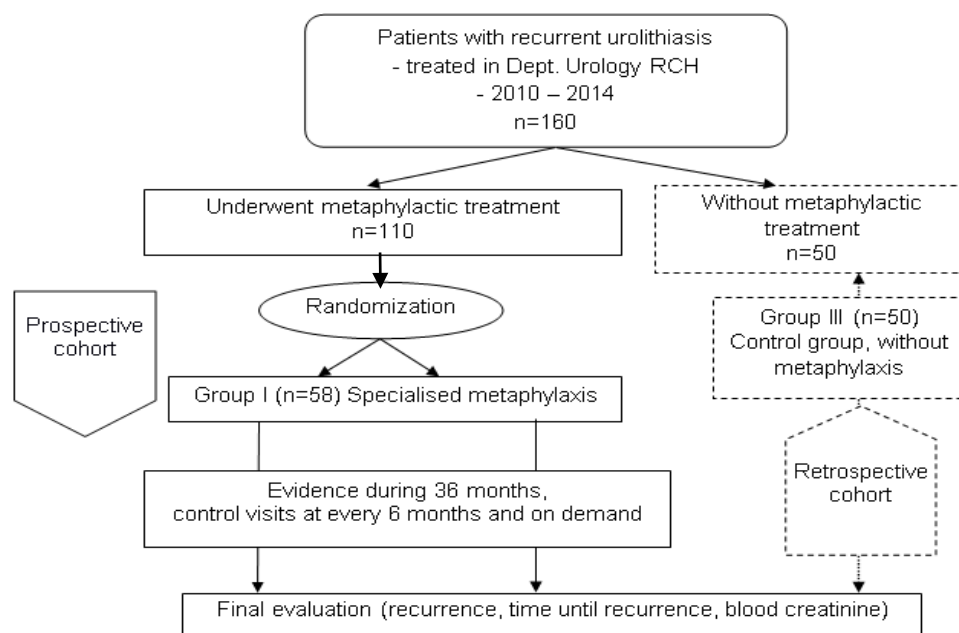 Patients with recurrent urolithiasis
- treated in Dept. Urology RCH
- 2010 – 2014
n=160
Underwent metaphylactic treatment
n=110
Without metaphylactic
treatment
n=50
Randomization
Prospective
cohort
Group III (n=50)
Control group, without
metaphylaxis
Group I (n=58) Specialised metaphylaxis
Evidence during 36 months,
control visits at every 6 months and on demand
Retrospective
cohort
Final evaluation (recurrence, time until recurrence, blood creatinine)